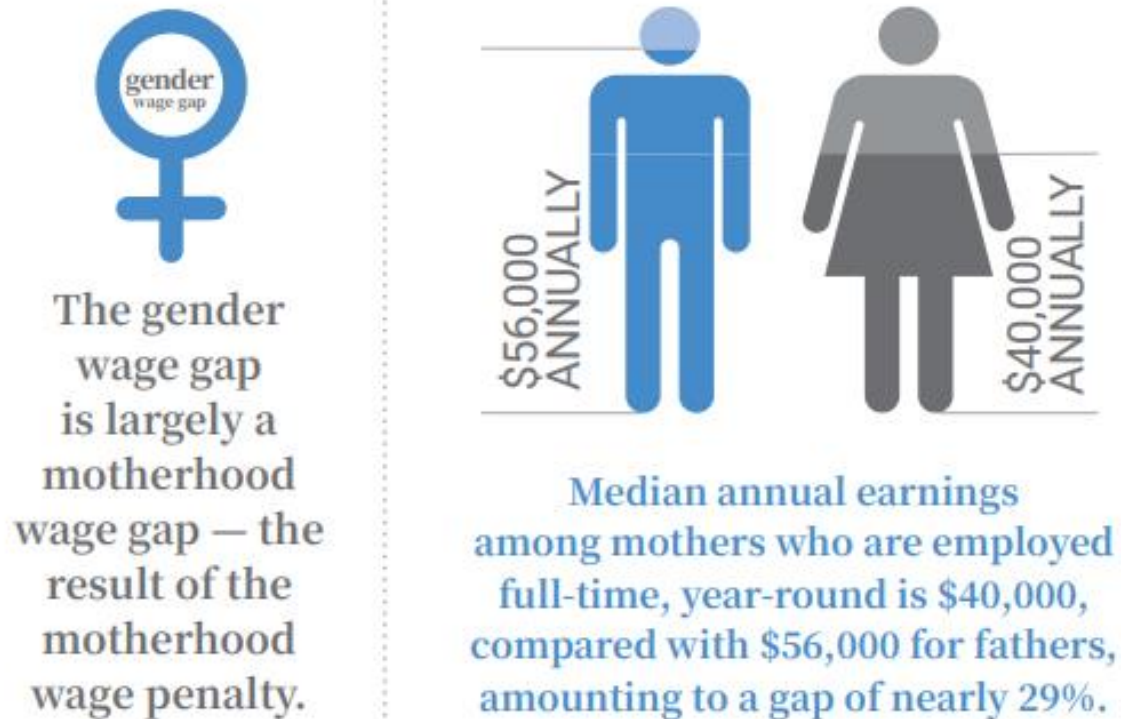 gender
wage gap
The gender
wage gap
is largely a
motherhood
wage gap — the
result of the
motherhood
wage penalty.
$56,000
ANNUALLY
$40,000
ANNUALLY
Median annual earnings
among mothers who are employed
full-time, year-round is $40,000,
compared with $56,000 for fathers,
amounting to a gap of nearly 29%.